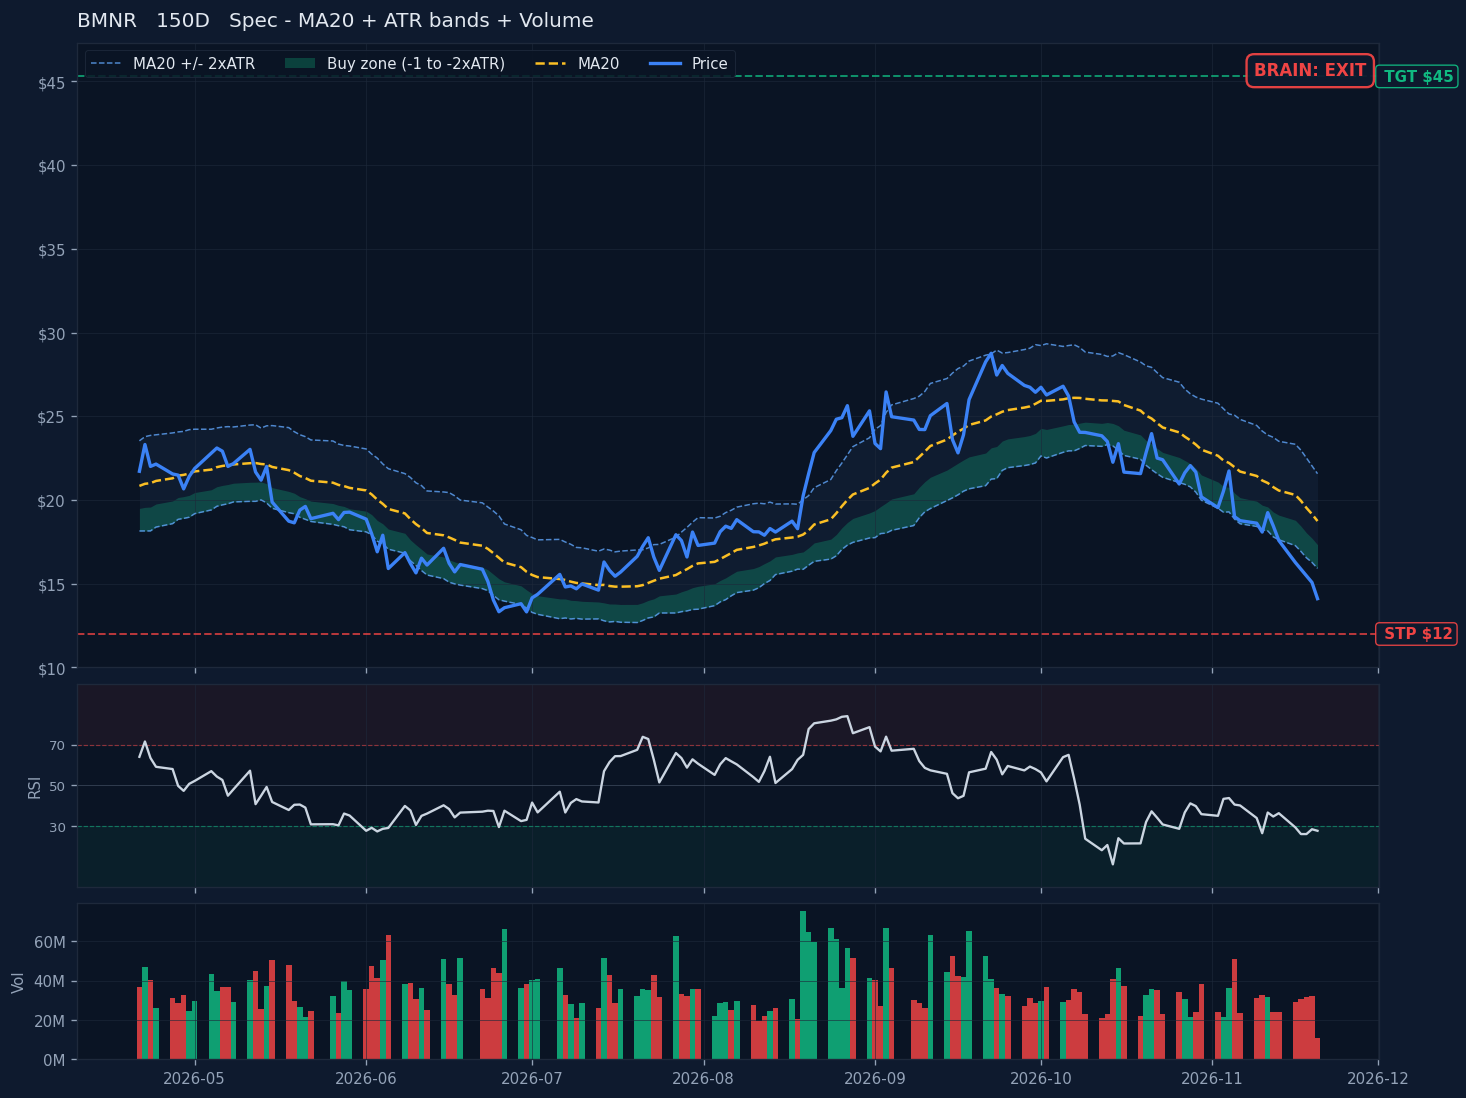 BMNR   150D   Spec - MA20 + ATR bands + Volume
MA20 +/- 2xATR   Buy zone (-1 to -2xATR)   MA20   Price
BRAIN: EXIT
TGT $45
$45
$40
$35
$30
$25
$20
$15
STP $12
$10
RSI
70
50
30
Vol
60M
40M
20M
0M
2026-05   2026-06   2026-07   2026-08   2026-09   2026-10   2026-11   2026-12